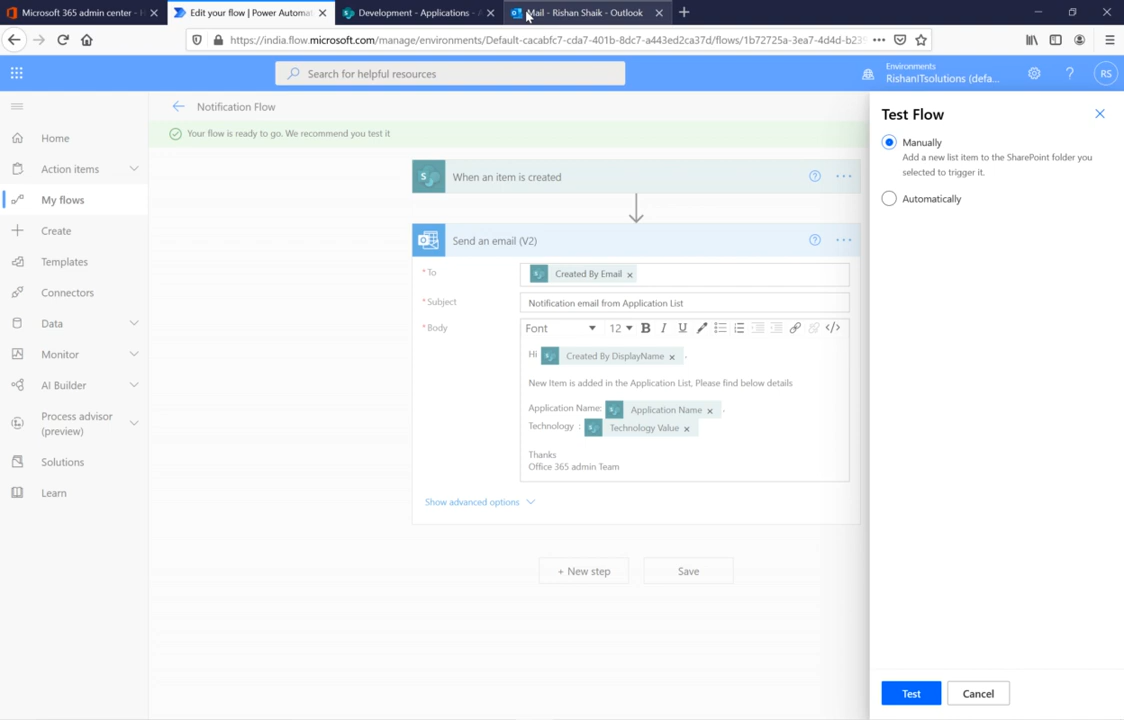 Microsoft 365 admin center - H
Edit your flow | Power Automat
Development - Applications - A
Mail - Rishan Shaik - Outlook
https://india.flow.microsoft.com/manage/environments/Default-cacabfc7-cda7-401b-8dc7-a443ed2ca37d/flows/1b72725a-3ea7-4d4d-b235
Search for helpful resources
Environments
RishanITsolutions (defa...
RS
Notification Flow
Your flow is ready to go. We recommend you test it
Home
Action items
My flows
Create
Templates
Connectors
Data
Monitor
AI Builder
Process advisor
(preview)
Solutions
Learn
When an item is created
Send an email (V2)
* To
Created By Email ×
* Subject
Notification email from Application List
* Body
Font
12
Hi Created By DisplayName × ,
New Item is added in the Application List, Please find below details
Application Name: Application Name × ,
Technology : Technology Value ×
Thanks
Office 365 admin Team
Show advanced options
+ New step
Save
Test Flow
Manually
Add a new list item to the SharePoint folder you
selected to trigger it.
Automatically
Test
Cancel